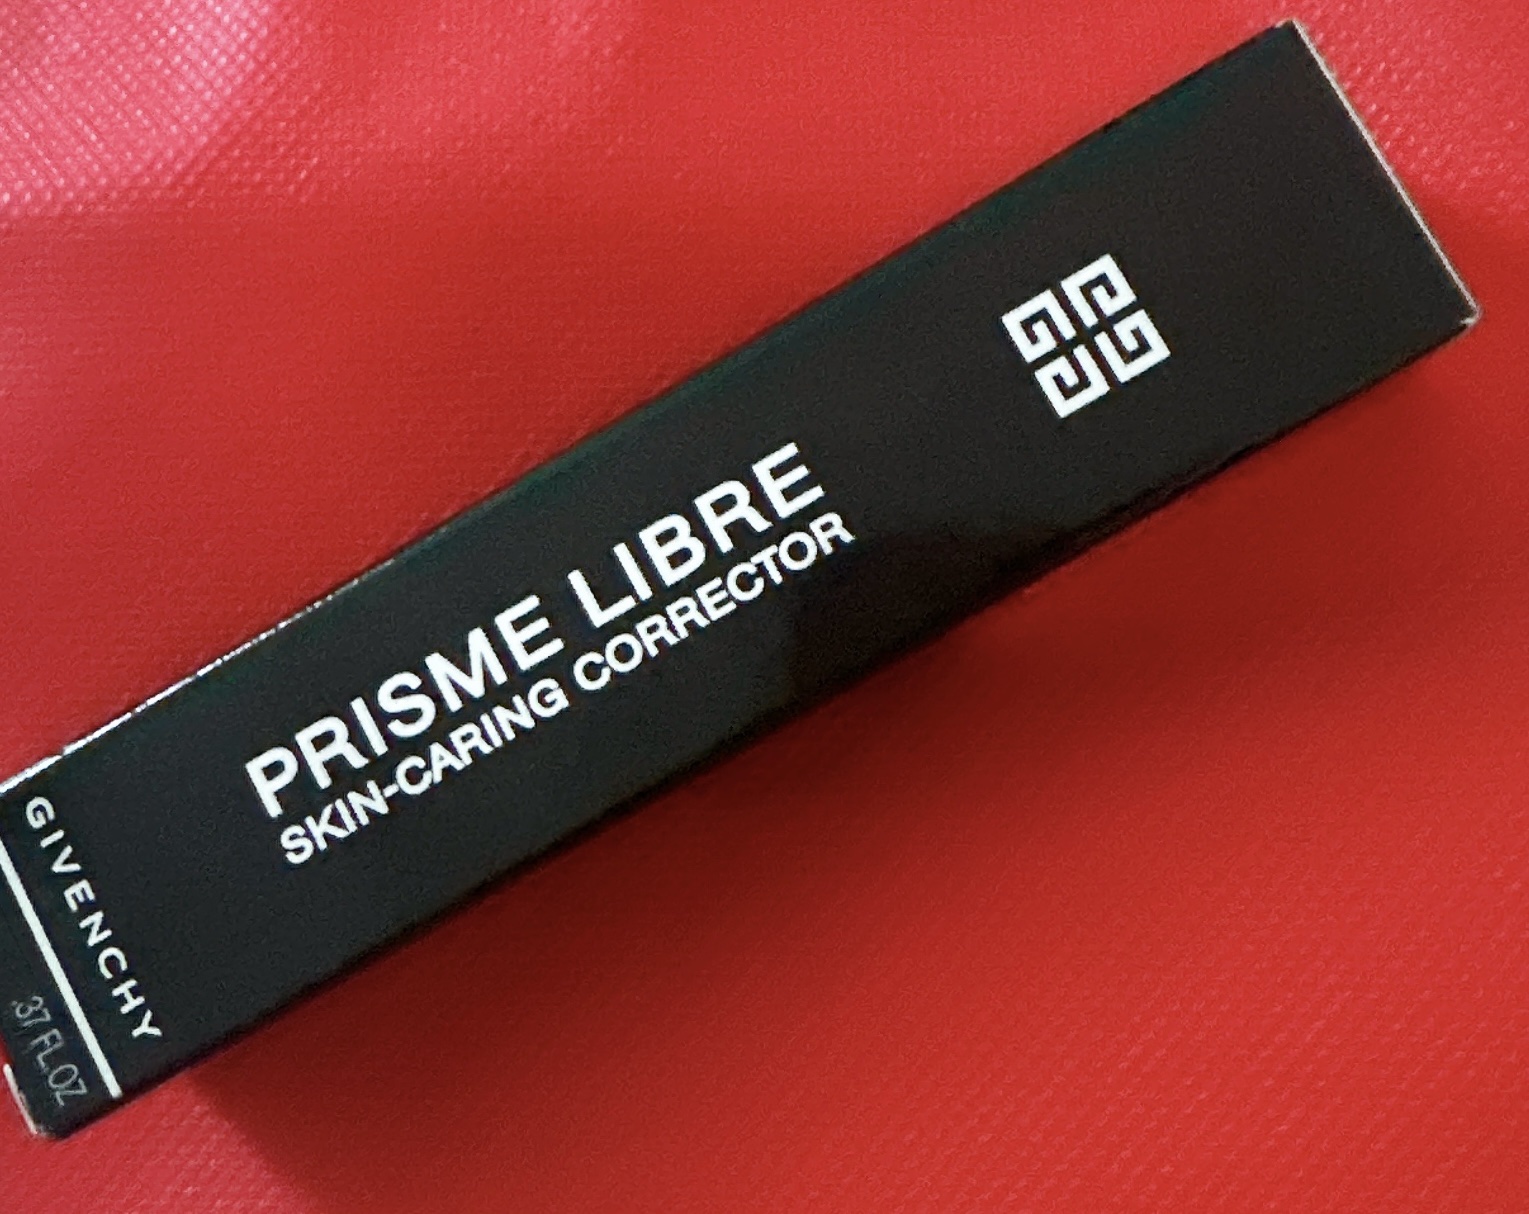 PRISME LIBRE
SKIN-CARING CORRECTOR
GIVENCHY
.37 FL.OZ